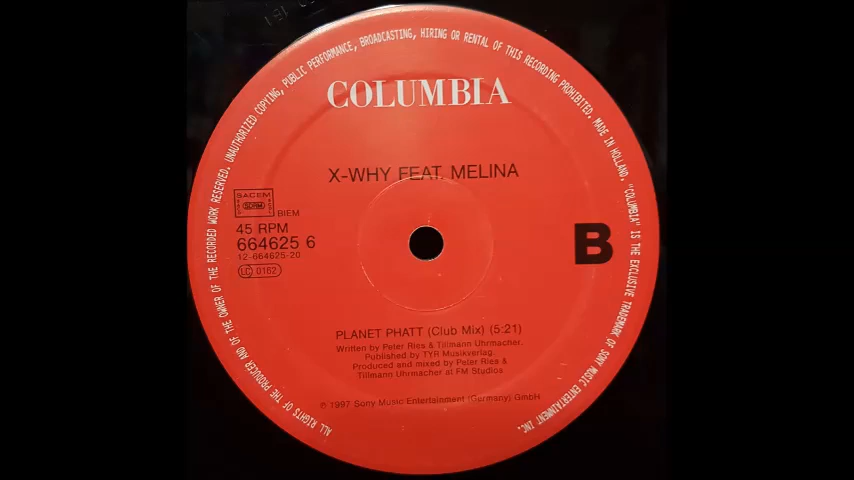 ALL RIGHTS OF THE PRODUCER AND OF THE OWNER OF THE RECORDED WORK RESERVED. UNAUTHORIZED COPYING, PUBLIC PERFORMANCE, BROADCASTING, HIRING OR RENTAL OF THIS RECORDING PROHIBITED. MADE IN HOLLAND. "COLUMBIA" IS THE EXCLUSIVE TRADEMARK OF SONY MUSIC ENTERTAINMENT INC.
COLUMBIA
X-WHY FEAT. MELINA
SACEM
SDRM
BIEM
45 RPM
664625 6
12-664625-20
LC 0162
B
PLANET PHATT (Club Mix) (5:21)
Written by Peter Ries & Tillmann Uhrmacher.
Published by TYR Musikverlag.
Produced and mixed by Peter Ries &
Tillmann Uhrmacher at FM Studios
℗ 1997 Sony Music Entertainment (Germany) GmbH